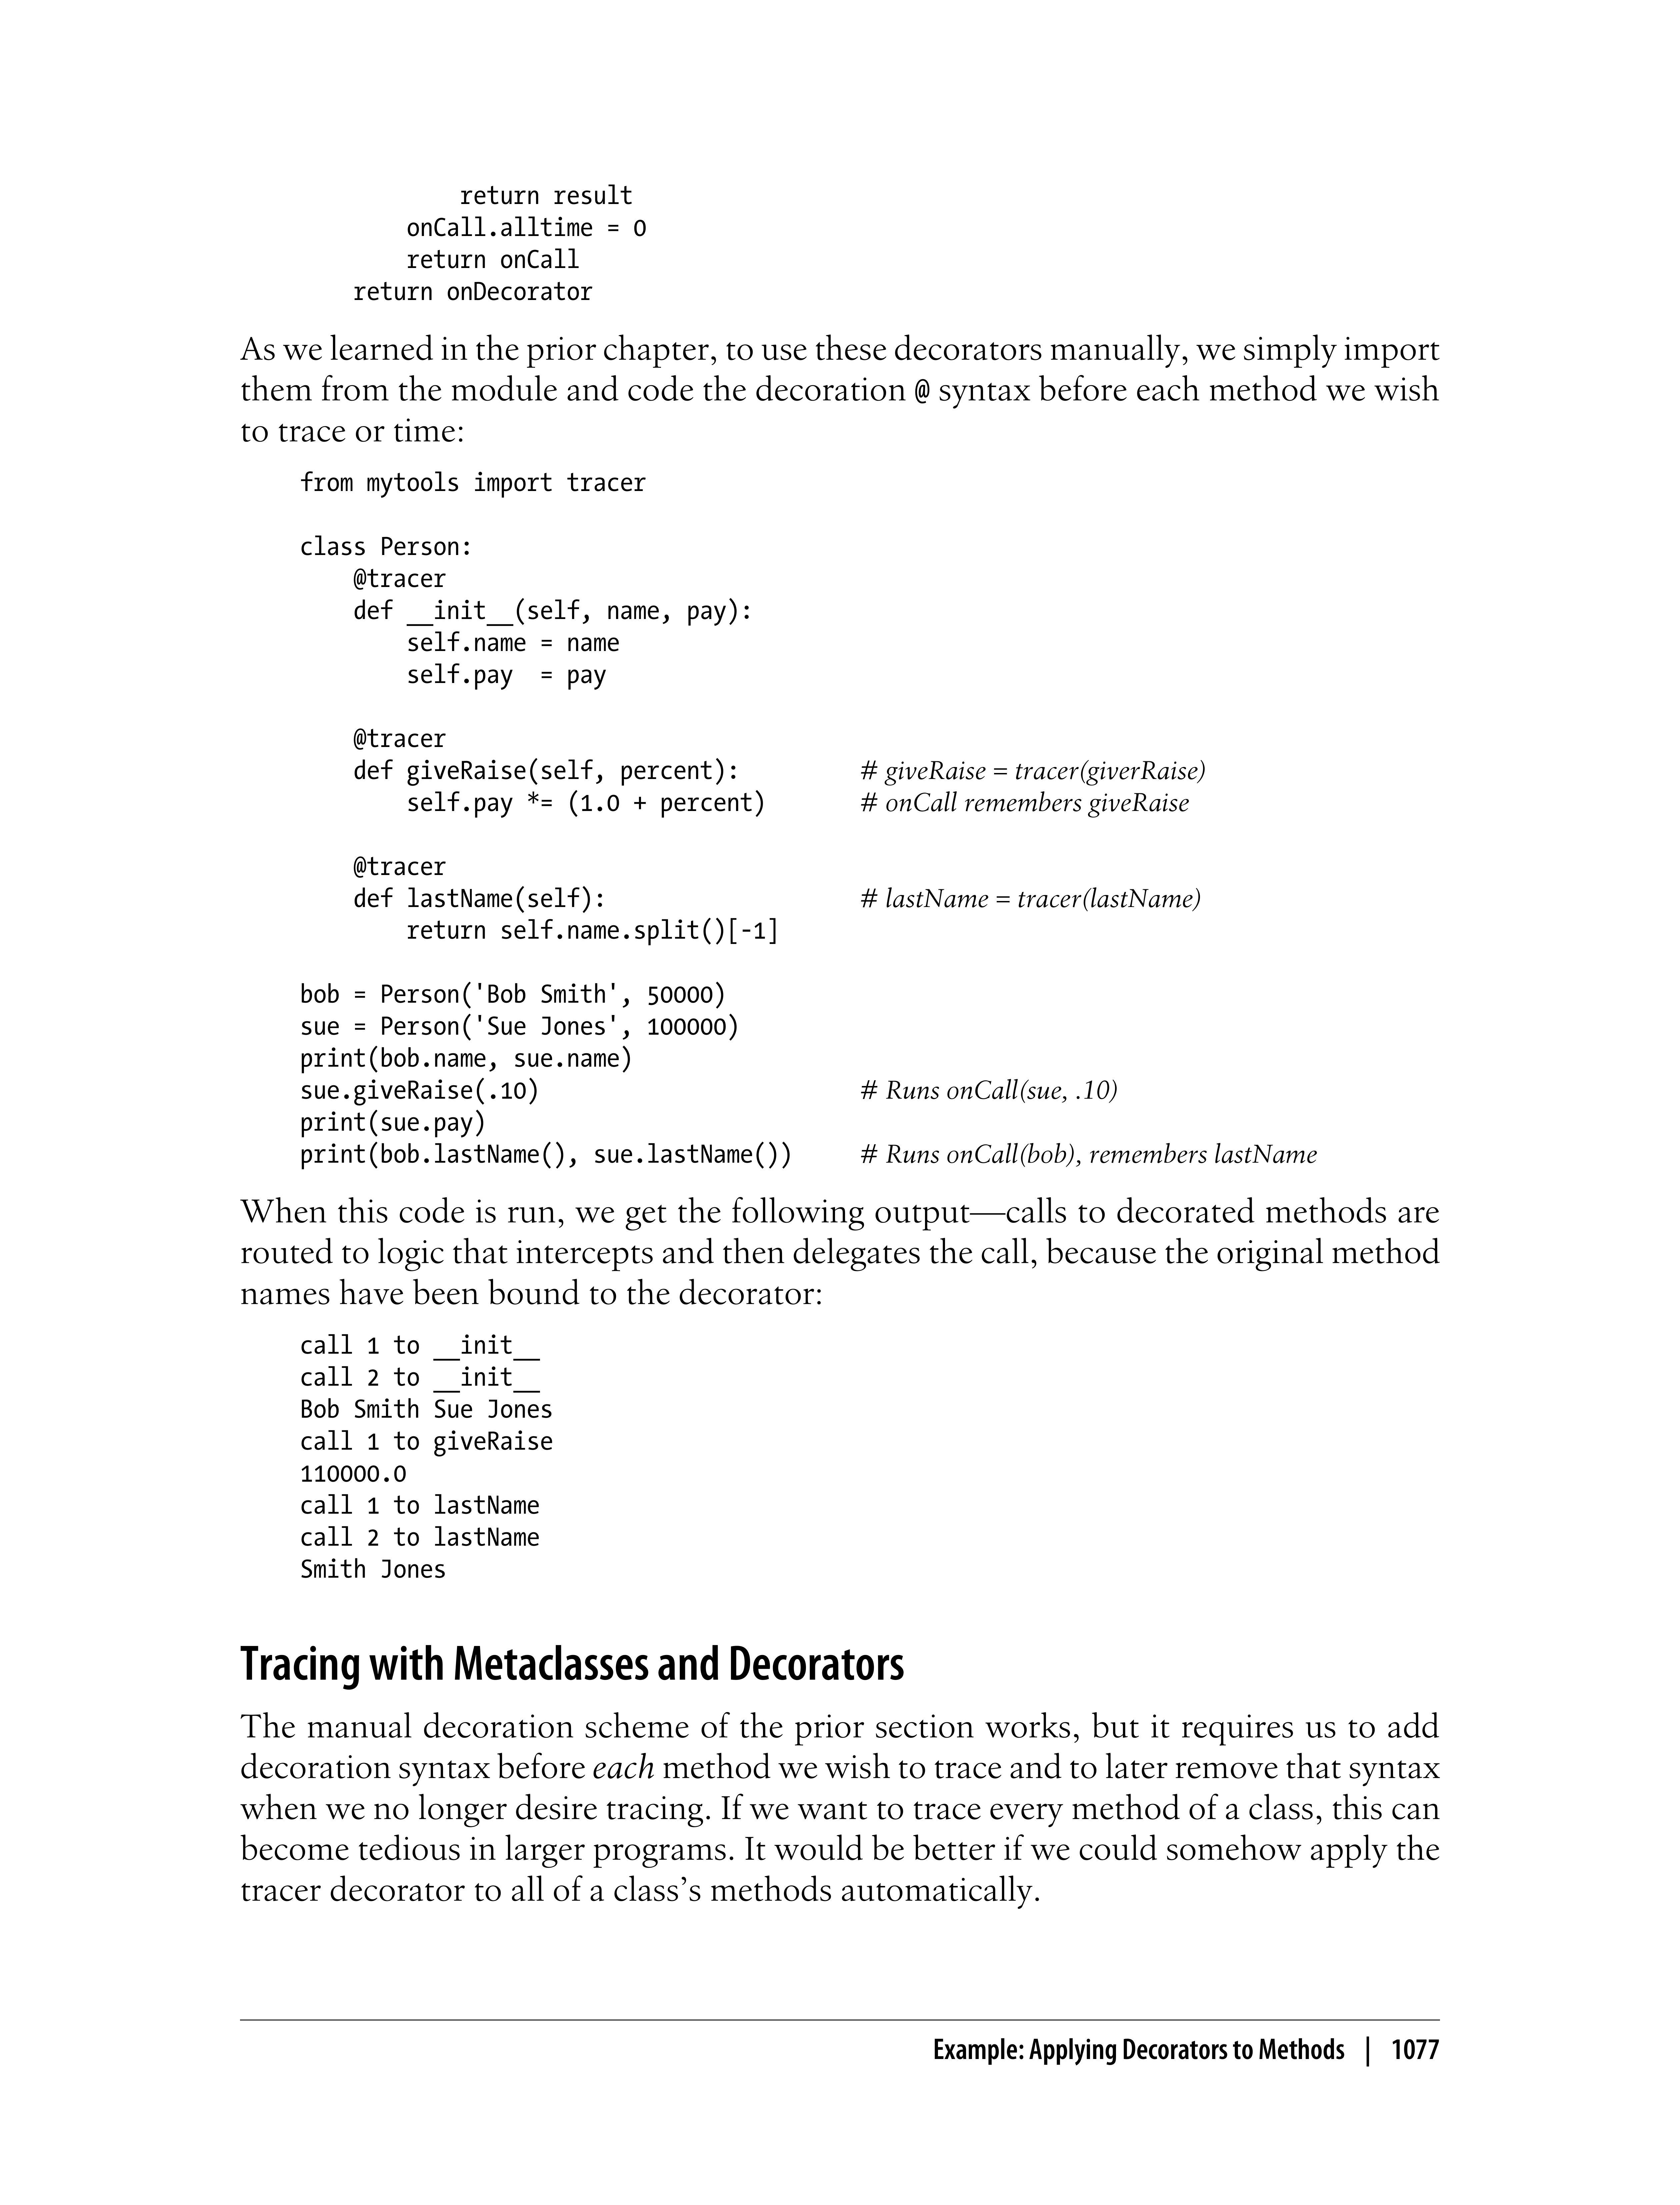 return result
        onCall.alltime = 0
        return onCall
    return onDecorator
As we learned in the prior chapter, to use these decorators manually, we simply import
them from the module and code the decoration @ syntax before each method we wish
to trace or time:
from mytools import tracer

class Person:
    @tracer
    def __init__(self, name, pay):
        self.name = name
        self.pay  = pay

    @tracer
    def giveRaise(self, percent):         # giveRaise = tracer(giverRaise)
        self.pay *= (1.0 + percent)       # onCall remembers giveRaise

    @tracer
    def lastName(self):                   # lastName = tracer(lastName)
        return self.name.split()[-1]

bob = Person('Bob Smith', 50000)
sue = Person('Sue Jones', 100000)
print(bob.name, sue.name)
sue.giveRaise(.10)                        # Runs onCall(sue, .10)
print(sue.pay)
print(bob.lastName(), sue.lastName())     # Runs onCall(bob), remembers lastName
When this code is run, we get the following output—calls to decorated methods are
routed to logic that intercepts and then delegates the call, because the original method
names have been bound to the decorator:
call 1 to __init__
call 2 to __init__
Bob Smith Sue Jones
call 1 to giveRaise
110000.0
call 1 to lastName
call 2 to lastName
Smith Jones
Tracing with Metaclasses and Decorators
The manual decoration scheme of the prior section works, but it requires us to add
decoration syntax before each method we wish to trace and to later remove that syntax
when we no longer desire tracing. If we want to trace every method of a class, this can
become tedious in larger programs. It would be better if we could somehow apply the
tracer decorator to all of a class’s methods automatically.
Example: Applying Decorators to Methods | 1077